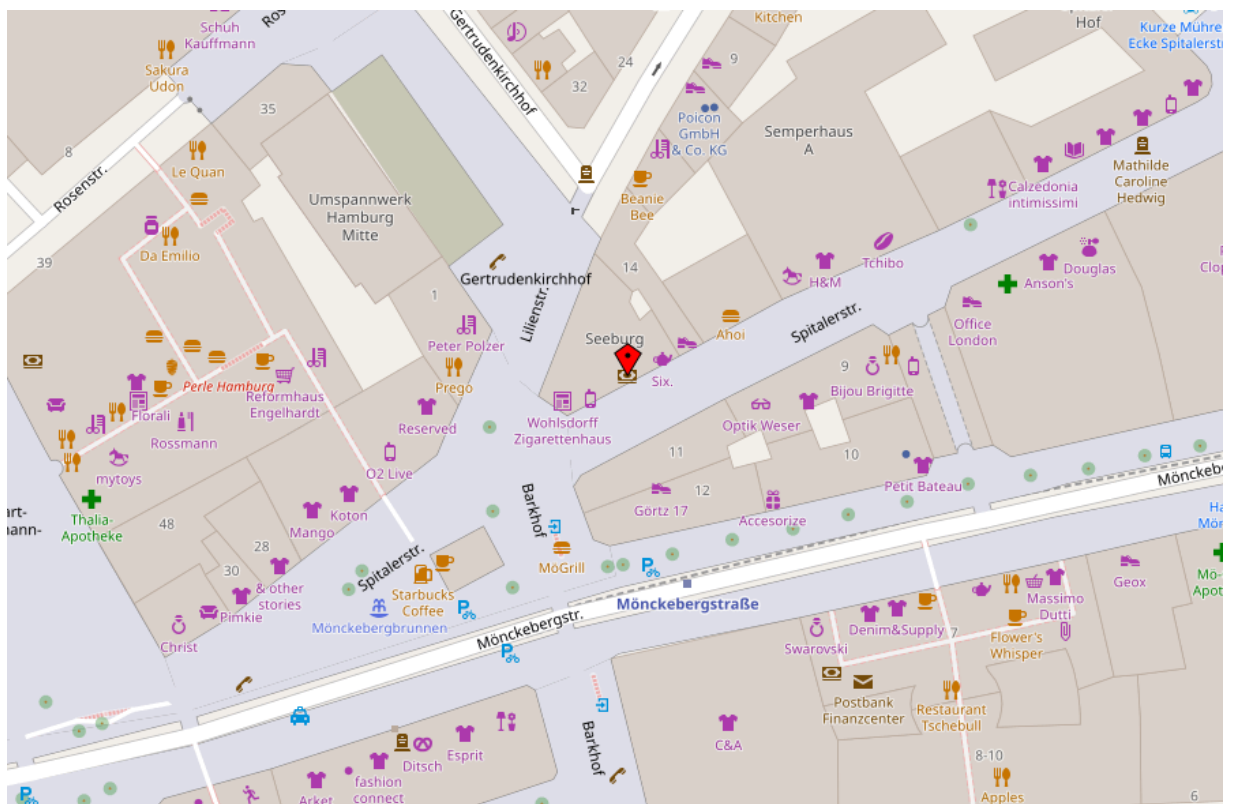 Schuh
Kauffmann
Sakura
Udon
Gertrudenkirchhof
Kitchen
Hof
Kurze Mühre
Ecke Spitalerstr
24
32
9
35
8
Rosenstr.
Le Quan
Poicon
GmbH
& Co. KG
Semperhaus
A
Mathilde
Caroline
Hedwig
Calzedonia
intimissimi
Umspannwerk
Hamburg
Mitte
Beanie
Bee
Da Emilio
39
Gertrudenkirchhof
14
Tchibo
H&M
Douglas
Anson's
1
Lilienstr.
Peter Polzer
Seeburg
Ahoi
Spitalerstr.
Office
London
Prego
Six.
9
Bijou Brigitte
Perle Hamburg
Reformhaus
Engelhardt
Florali
Rossmann
Reserved
Wohlsdorff
Zigarettenhaus
Optik Weser
mytoys
O2 Live
11
10
Petit Bateau
Thalia-
Apotheke
Görtz 17
12
Accesorize
48
Mango
Koton
Barkhof
28
30
Spitalerstr.
MöGrill
& other
stories
Pimkie
Starbucks
Coffee
Mönckebergbrunnen
Mönckebergstraße
Mönckebergstr.
Christ
Geox
Massimo
Dutti
Denim&Supply
Swarovski
7
Flower's
Whisper
Postbank
Finanzcenter
Restaurant
Tschebull
Barkhof
C&A
Esprit
Ditsch
fashion
connect
Arket
8-10
Apples
6